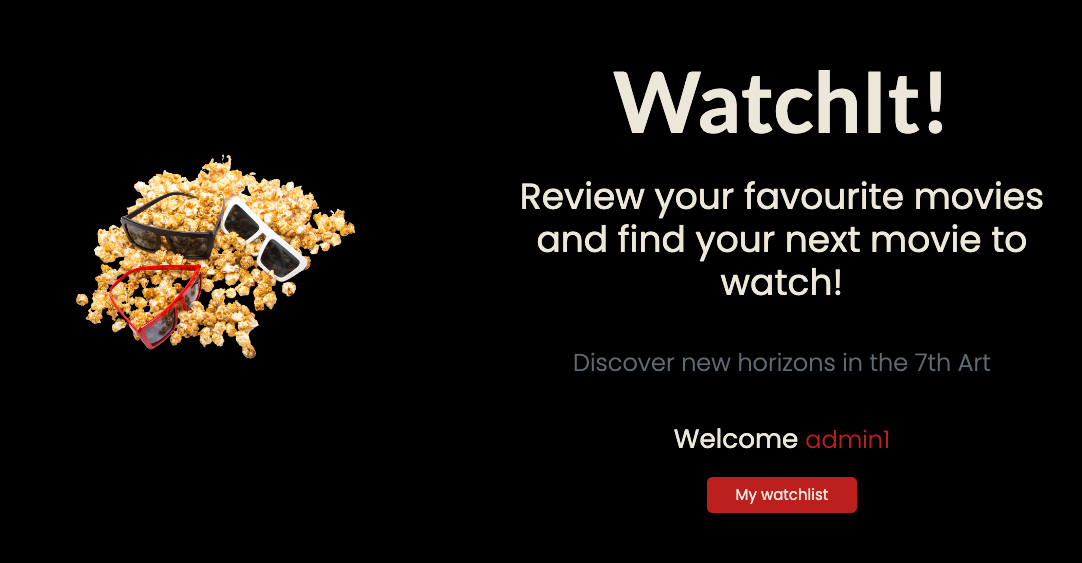 WatchIt!
Review your favourite movies
and find your next movie to
watch!
Discover new horizons in the 7th Art
Welcome admin1
My watchlist